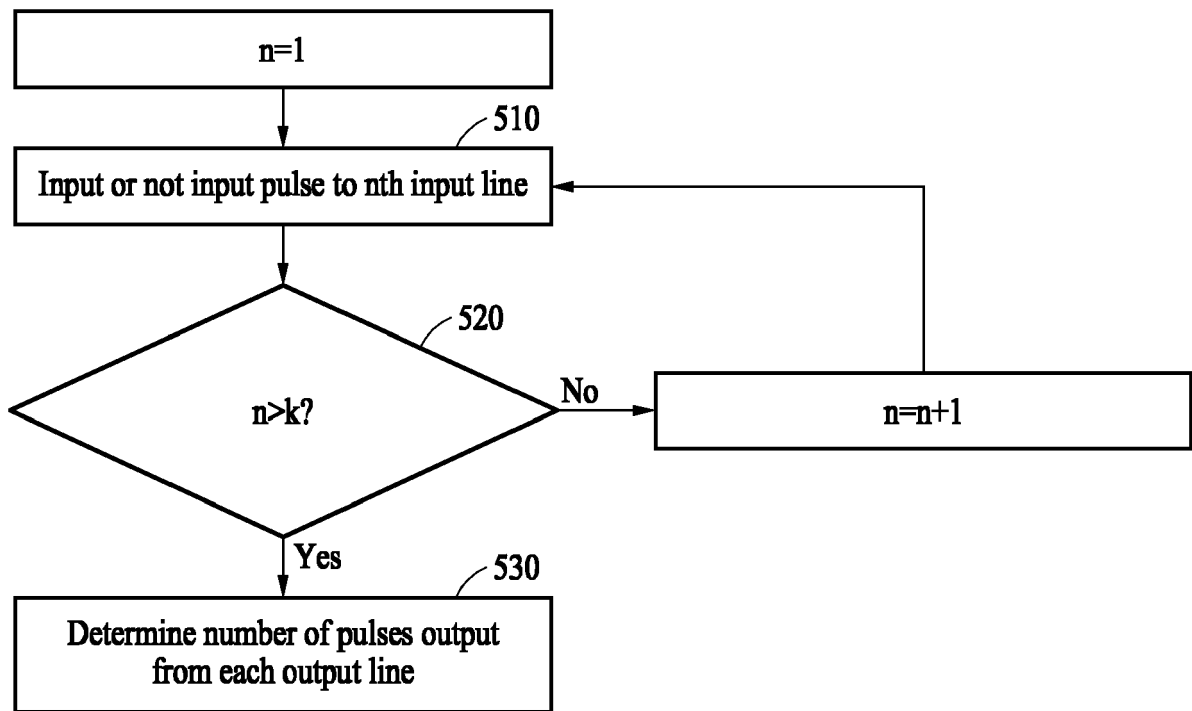 n=1
510
Input or not input pulse to nth input line
520
n>k?
No
n=n+1
Yes
530
Determine number of pulses output
from each output line